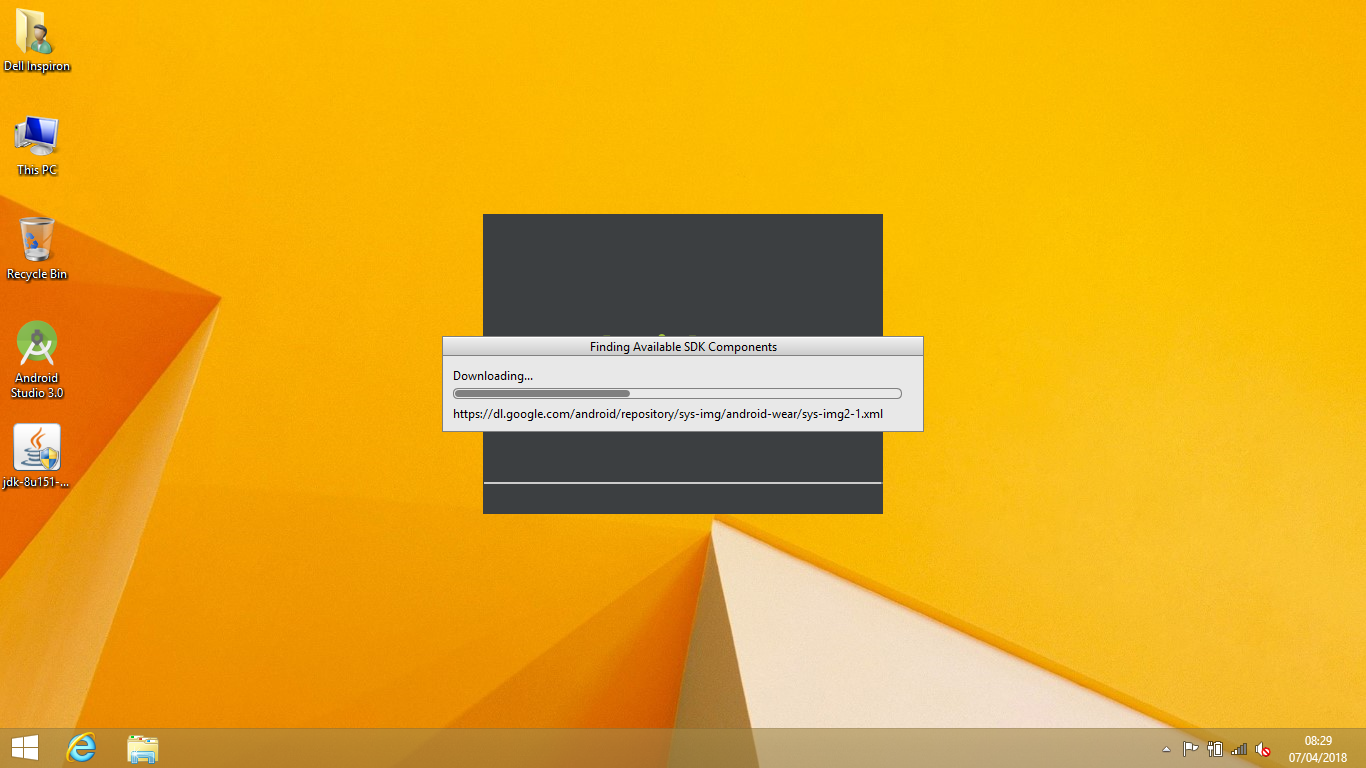 Dell Inspiron
This PC
Recycle Bin
Android
Studio 3.0
jdk-8u151-...
Finding Available SDK Components
Downloading...
https://dl.google.com/android/repository/sys-img/android-wear/sys-img2-1.xml
08:29
07/04/2018